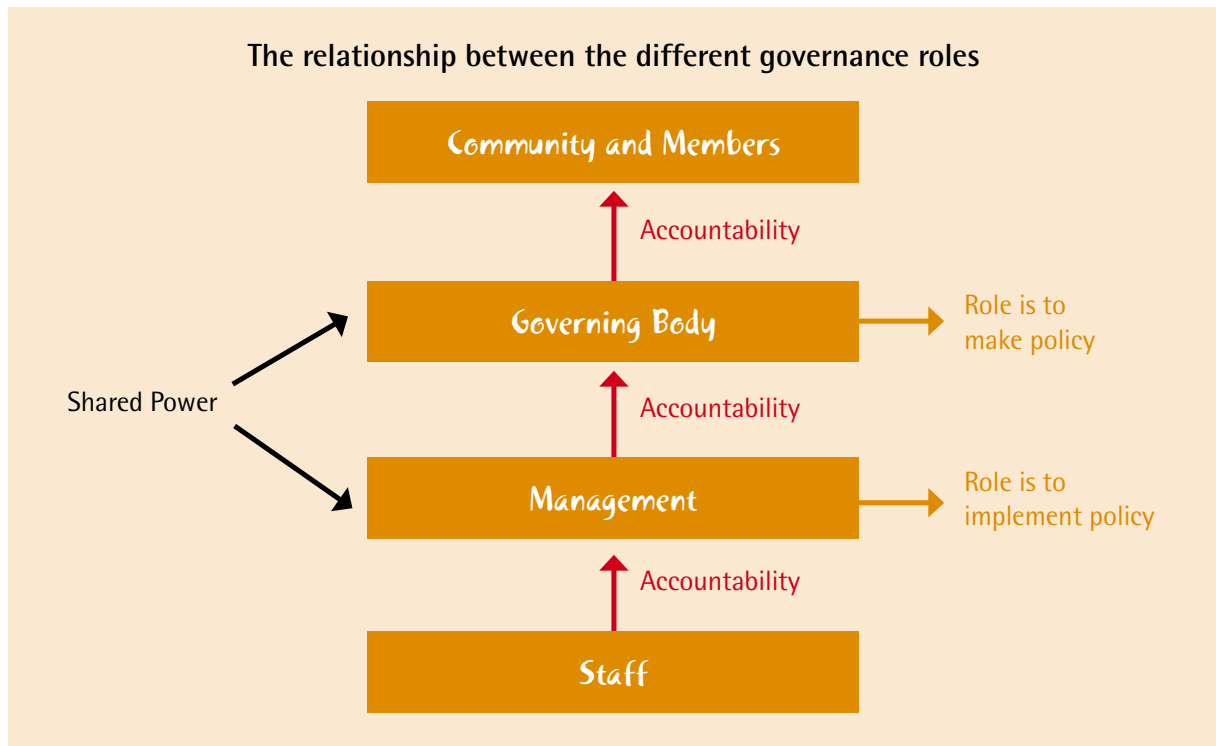 The relationship between the different governance roles
Community and Members
Accountability
Governing Body
Role is to
make policy
Shared Power
Accountability
Management
Role is to
implement policy
Accountability
Staff